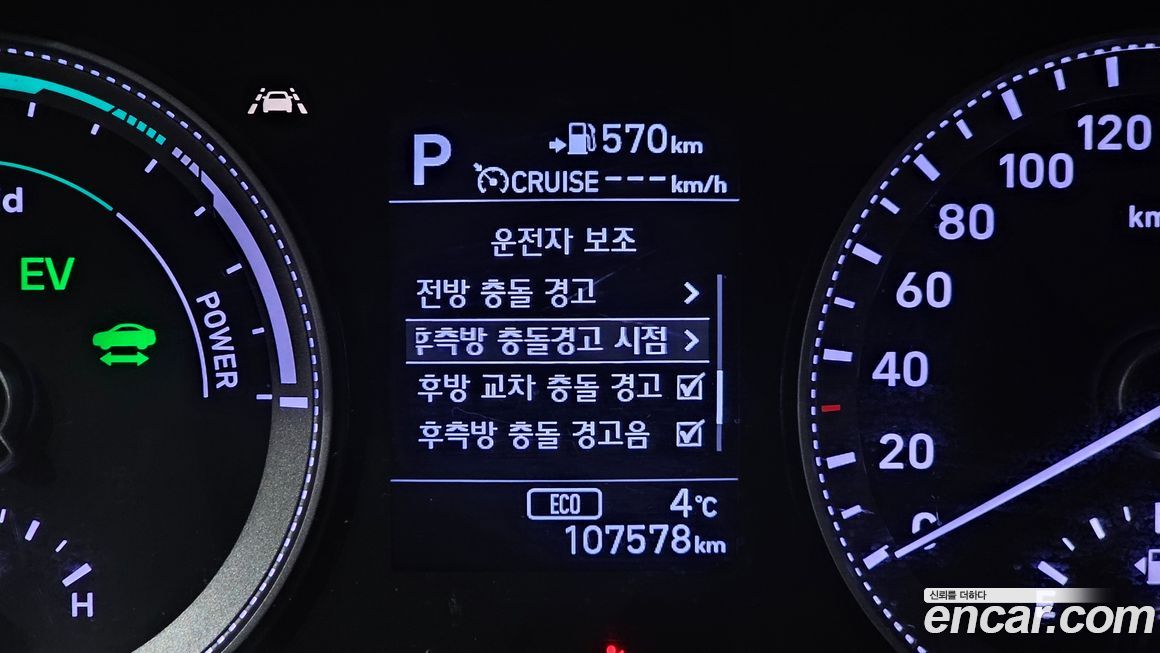 P
570km
CRUISE---km/h
운전자 보조
전방 충돌 경고
후측방 충돌경고 시점
후방 교차 충돌 경고
후측방 충돌 경고음
ECO 4°C
107578km
EV
POWER
H
120
100
80
60
40
20
0
E
신뢰를 더하다
encar.com